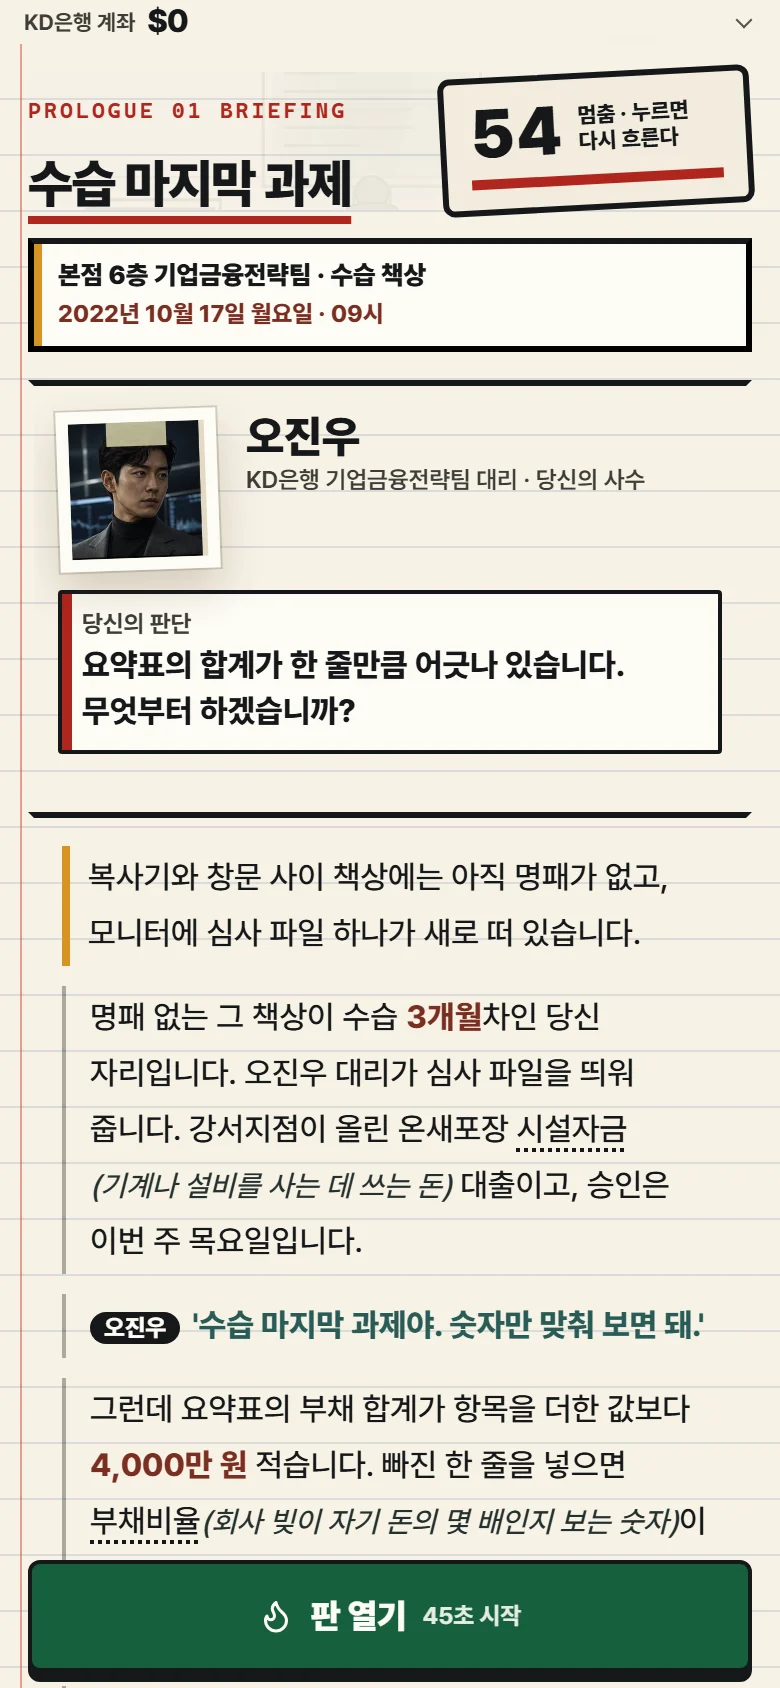 KD은행 계좌 $0
PROLOGUE 01 BRIEFING
수습 마지막 과제
54 멈춤 · 누르면
다시 흐른다
본점 6층 기업금융전략팀 · 수습 책상
2022년 10월 17일 월요일 · 09시
오진우
KD은행 기업금융전략팀 대리 · 당신의 사수
당신의 판단
요약표의 합계가 한 줄만큼 어긋나 있습니다.
무엇부터 하겠습니까?
복사기와 창문 사이 책상에는 아직 명패가 없고,
모니터에 심사 파일 하나가 새로 떠 있습니다.
명패 없는 그 책상이 수습 3개월차인 당신
자리입니다. 오진우 대리가 심사 파일을 띄워
줍니다. 강서지점이 올린 온새포장 시설자금
(기계나 설비를 사는 데 쓰는 돈) 대출이고, 승인은
이번 주 목요일입니다.
오진우 '수습 마지막 과제야. 숫자만 맞춰 보면 돼.'
그런데 요약표의 부채 합계가 항목을 더한 값보다
4,000만 원 적습니다. 빠진 한 줄을 넣으면
부채비율(회사 빚이 자기 돈의 몇 배인지 보는 숫자)이
판 열기 45초 시작